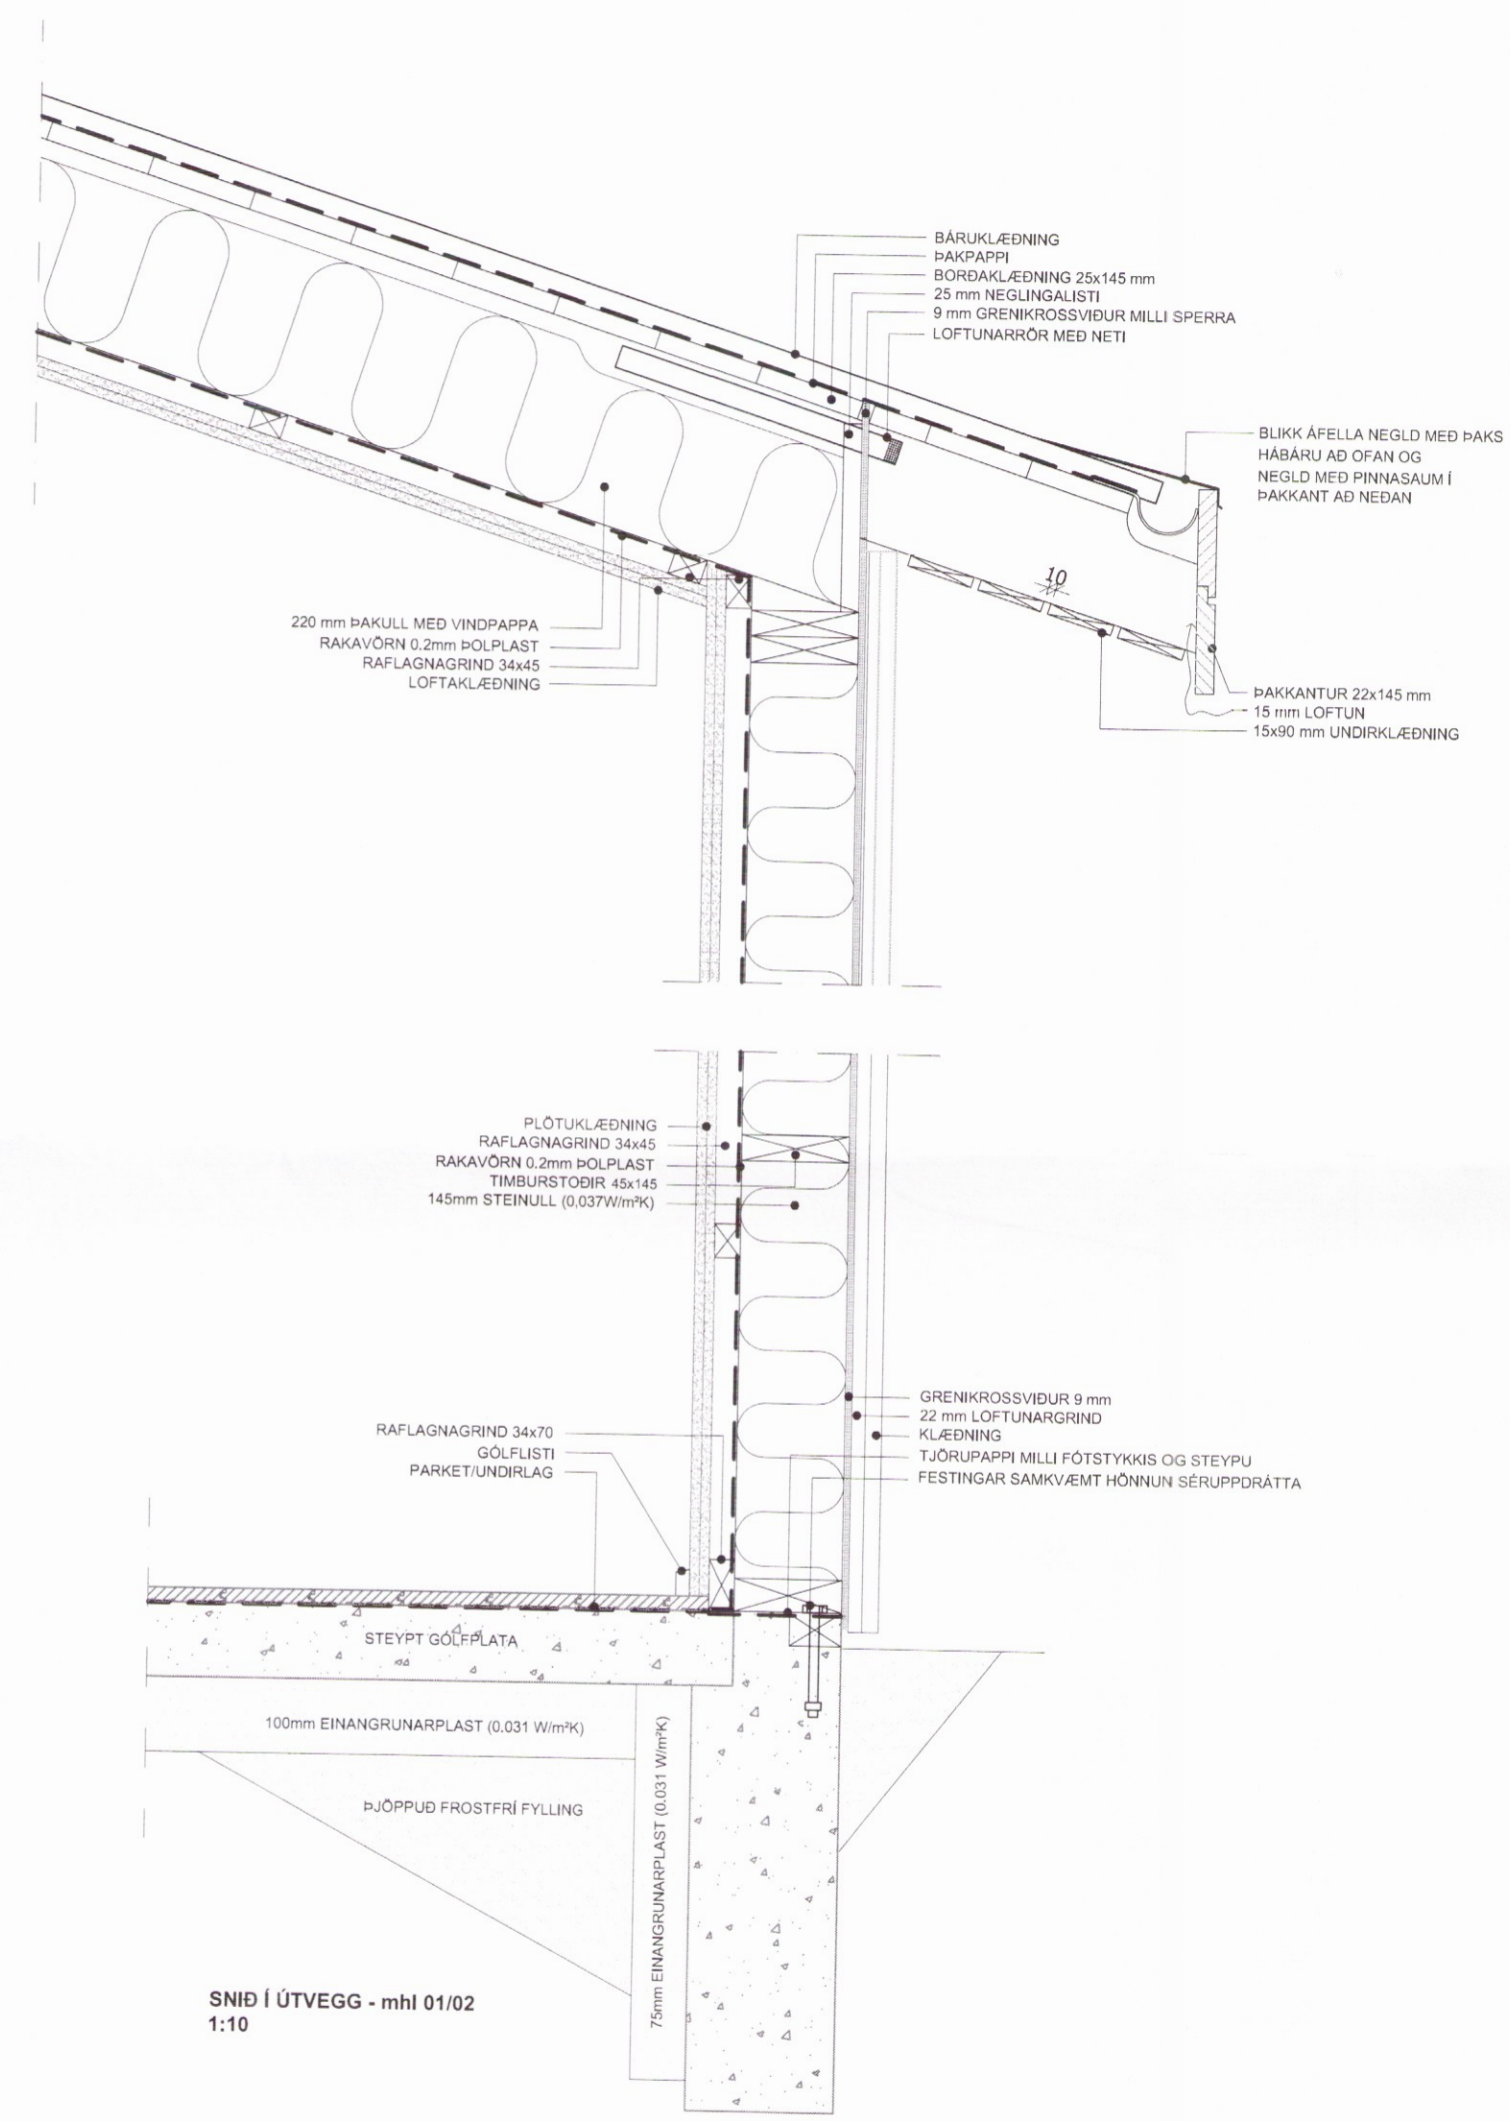 BÁRUKLÆÐNING
ÞAKPAPPI
BORÐAKLÆÐNING 25x145 mm
25 mm NEGLINGALISTI
9 mm GRENIKROSSVIÐUR MILLI SPERRA
LOFTUNARRÖR MEÐ NETI
BLIKK ÁFELLA NEGLD MEÐ ÞAKS
HÁBÁRU AÐ OFAN OG
NEGLD MEÐ PINNASAUM Í
ÞAKKANT AÐ NEÐAN
10
220 mm ÞAKULL MEÐ VINDPAPPA
RAKAVÖRN 0.2mm ÞOLPLAST
RAFLAGNAGRIND 34x45
LOFTAKLÆÐNING
ÞAKKANTUR 22x145 mm
15 mm LOFTUN
15x90 mm UNDIRKLÆÐNING
PLÖTUKLÆÐNING
RAFLAGNAGRIND 34x45
RAKAVÖRN 0.2mm ÞOLPLAST
TIMBURSTOÐIR 45x145
145mm STEINULL (0,037W/m²K)
GRENIKROSSVIÐUR 9 mm
22 mm LOFTUNARGRIND
KLÆÐNING
TJÖRUPAPPI MILLI FÓTSTYKKIS OG STEYPU
FESTINGAR SAMKVÆMT HÖNNUN SÉRUPPDRÁTTA
RAFLAGNAGRIND 34x70
GÓLFLISTI
PARKET/UNDIRLAG
STEYPT GÓLFPLATA
100mm EINANGRUNARPLAST (0.031 W/m²K)
75mm EINANGRUNARPLAST (0.031 W/m²K)
ÞJÖPPUÐ FROSTFRÍ FYLLING
SNIÐ Í ÚTVEGG - mhl 01/02
1:10